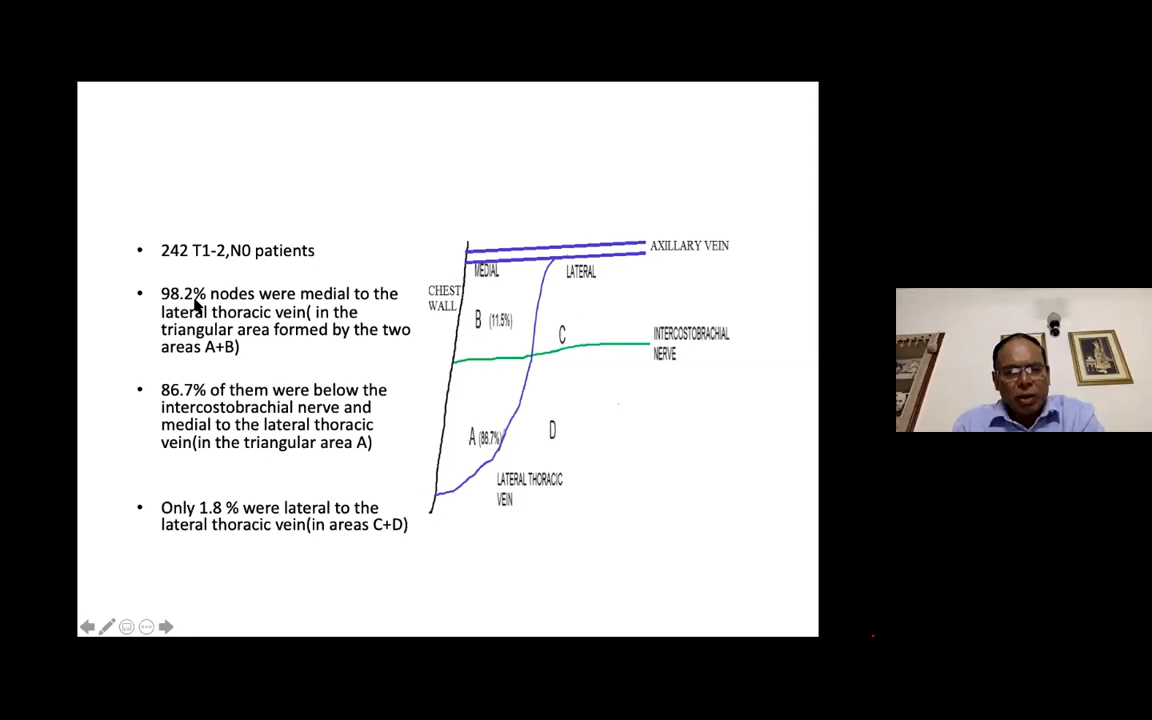 • 242 T1-2,N0 patients
• 98.2% nodes were medial to the
lateral thoracic vein( in the
triangular area formed by the two
areas A+B)
• 86.7% of them were below the
intercostobrachial nerve and
medial to the lateral thoracic
vein(in the triangular area A)
• Only 1.8 % were lateral to the
lateral thoracic vein(in areas C+D)
AXILLARY VEIN
MEDIAL
LATERAL
CHEST
WALL
B (11.5%)
C
INTERCOSTOBRACHIAL
NERVE
A (86.7%)
D
LATERAL THORACIC
VEIN